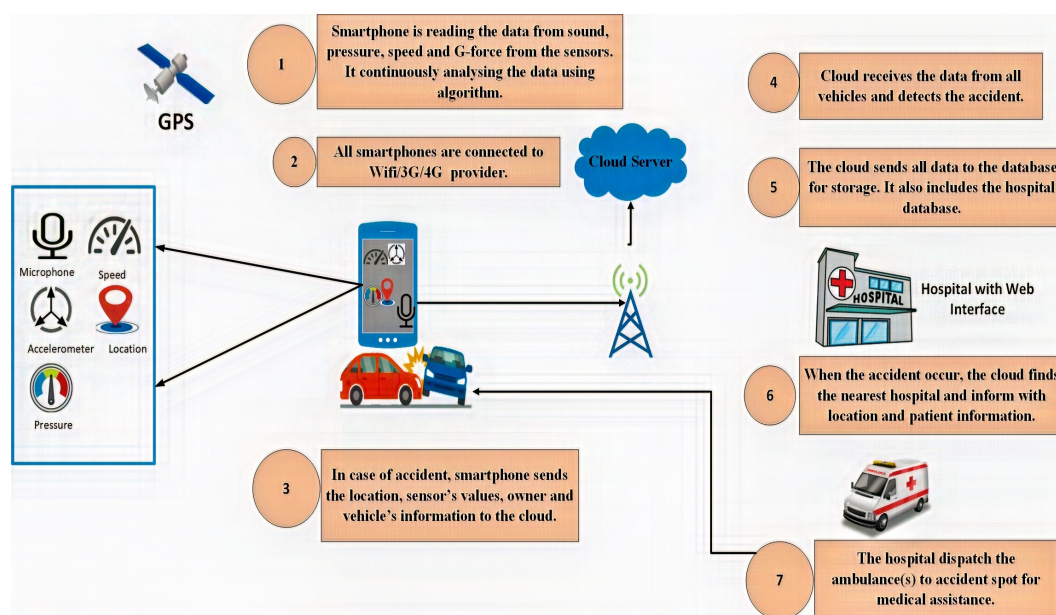 1
Smartphone is reading the data from sound,
pressure, speed and G-force from the sensors.
It continuously analysing the data using
algorithm.
GPS
2
All smartphones are connected to
Wifi/3G/4G provider.
Cloud Server
4
Cloud receives the data from all
vehicles and detects the accident.
5
The cloud sends all data to the database
for storage. It also includes the hospital
database.
Microphone
Speed
Accelerometer
Location
Pressure
HOSPITAL
Hospital with Web
Interface
6
When the accident occur, the cloud finds
the nearest hospital and inform with
location and patient information.
3
In case of accident, smartphone sends
the location, sensor's values, owner and
vehicle's information to the cloud.
AMBULANCE
7
The hospital dispatch the
ambulance(s) to accident spot for
medical assistance.